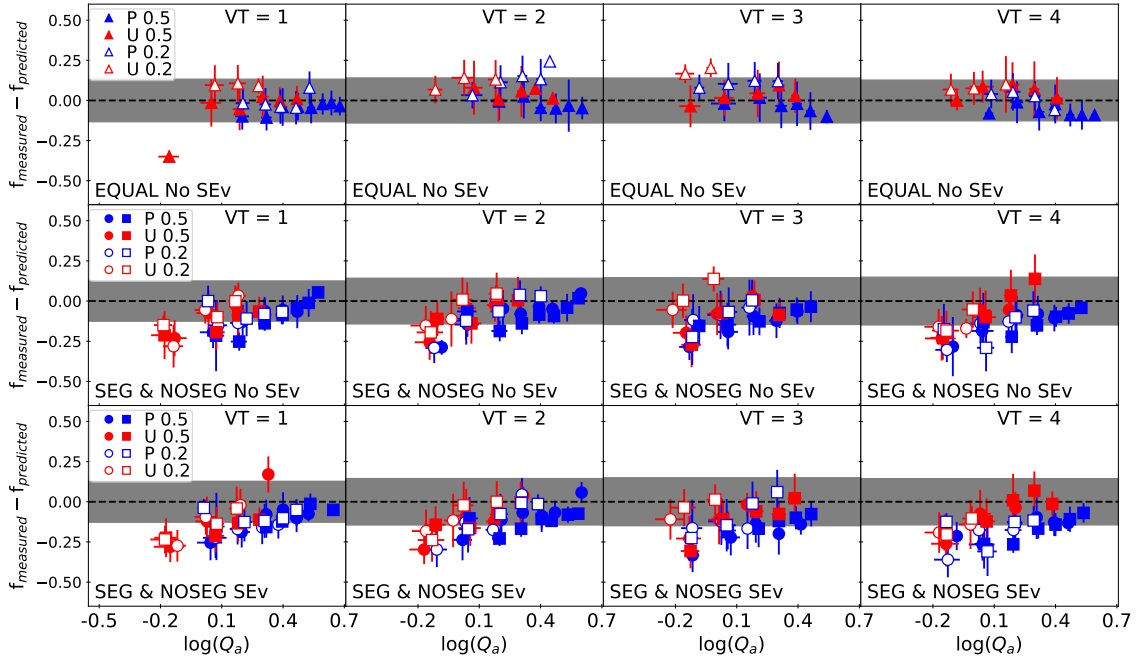 0.50
0.25
0.00
−0.25
−0.50
f_measured − f_predicted
P 0.5
U 0.5
P 0.2
U 0.2
VT = 1
EQUAL No SEv
VT = 2
EQUAL No SEv
VT = 3
EQUAL No SEv
VT = 4
EQUAL No SEv
0.50
0.25
0.00
−0.25
−0.50
f_measured − f_predicted
P 0.5
U 0.5
P 0.2
U 0.2
VT = 1
SEG & NOSEG No SEv
VT = 2
SEG & NOSEG No SEv
VT = 3
SEG & NOSEG No SEv
VT = 4
SEG & NOSEG No SEv
0.50
0.25
0.00
−0.25
−0.50
f_measured − f_predicted
P 0.5
U 0.5
P 0.2
U 0.2
VT = 1
SEG & NOSEG SEv
VT = 2
SEG & NOSEG SEv
VT = 3
SEG & NOSEG SEv
VT = 4
SEG & NOSEG SEv
-0.5 -0.2 0.1 0.4 0.7 -0.2 0.1 0.4 0.7 -0.2 0.1 0.4 0.7 -0.2 0.1 0.4 0.7
log(Q_a) log(Q_a) log(Q_a) log(Q_a)